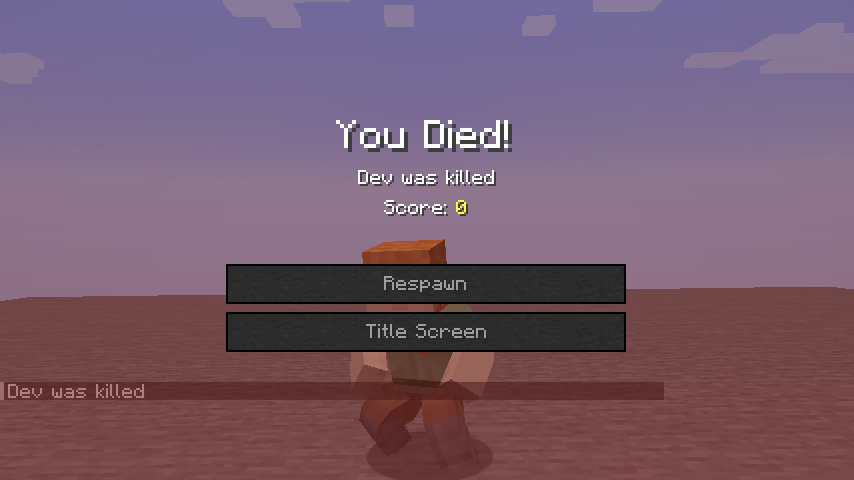 You Died!
Dev was killed
Score: 0
Respawn
Title Screen
Dev was killed